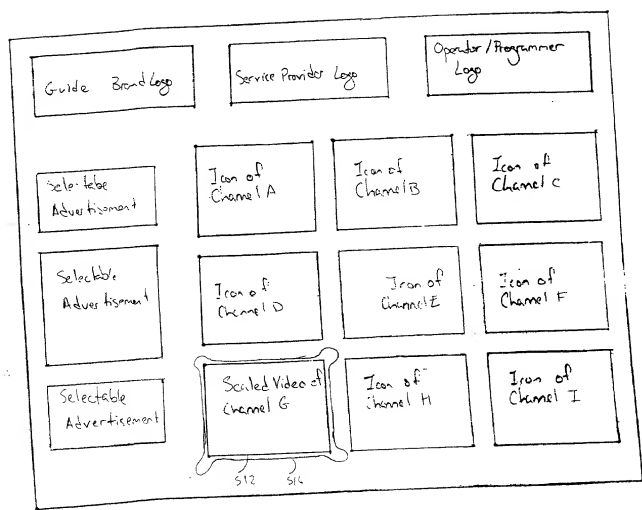 Guide Brand Logo
Service Provider Logo
Operator/Programmer
Logo
Selectable
Advertisement
Icon of
Channel A
Icon of
Channel B
Icon of
Channel C
Selectable
Advertisement
Icon of
Channel D
Icon of
Channel E
Icon of
Channel F
Selectable
Advertisement
Scaled Video of
Channel G
Icon of
Channel H
Icon of
Channel I
512
516